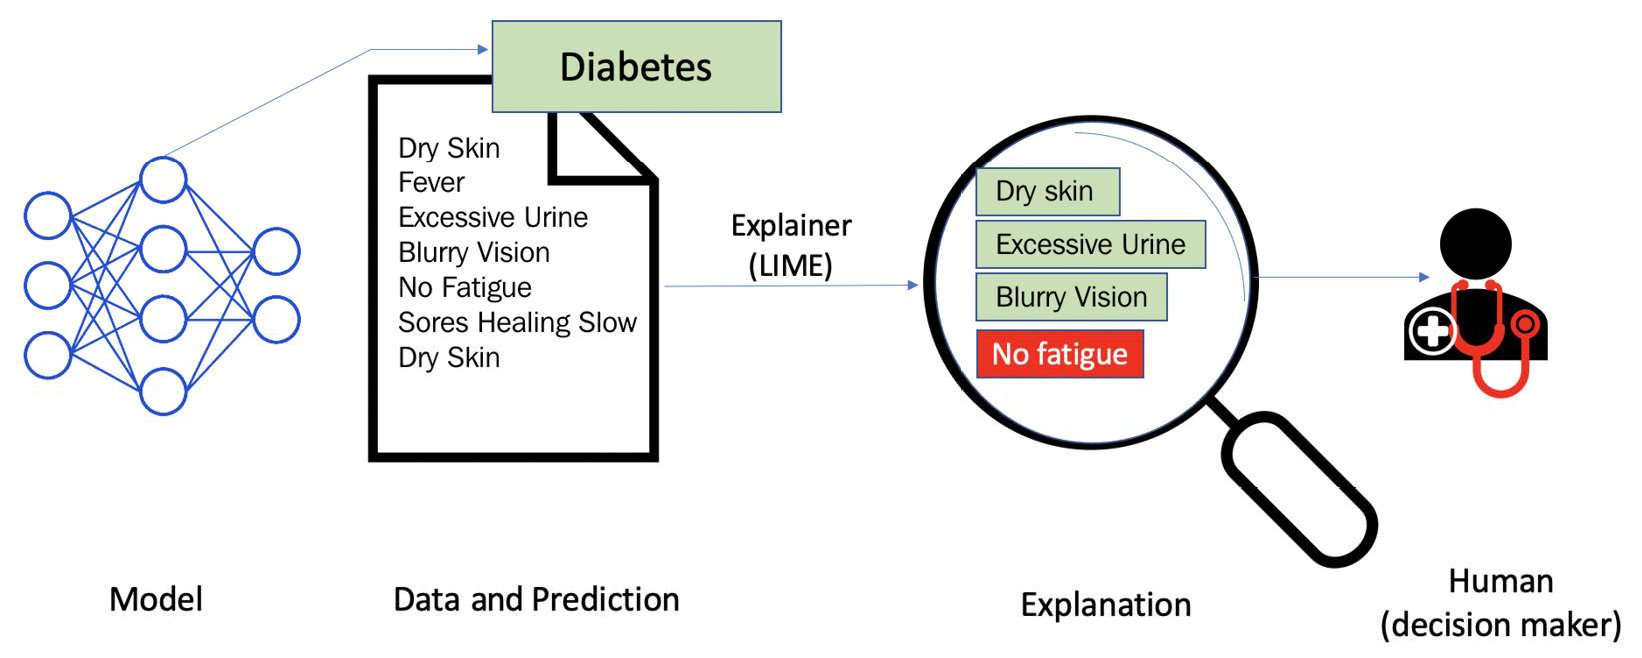 Diabetes
Dry Skin
Fever
Excessive Urine
Blurry Vision
No Fatigue
Sores Healing Slow
Dry Skin
Explainer
(LIME)
Dry skin
Excessive Urine
Blurry Vision
No fatigue
Model
Data and Prediction
Explanation
Human
(decision maker)